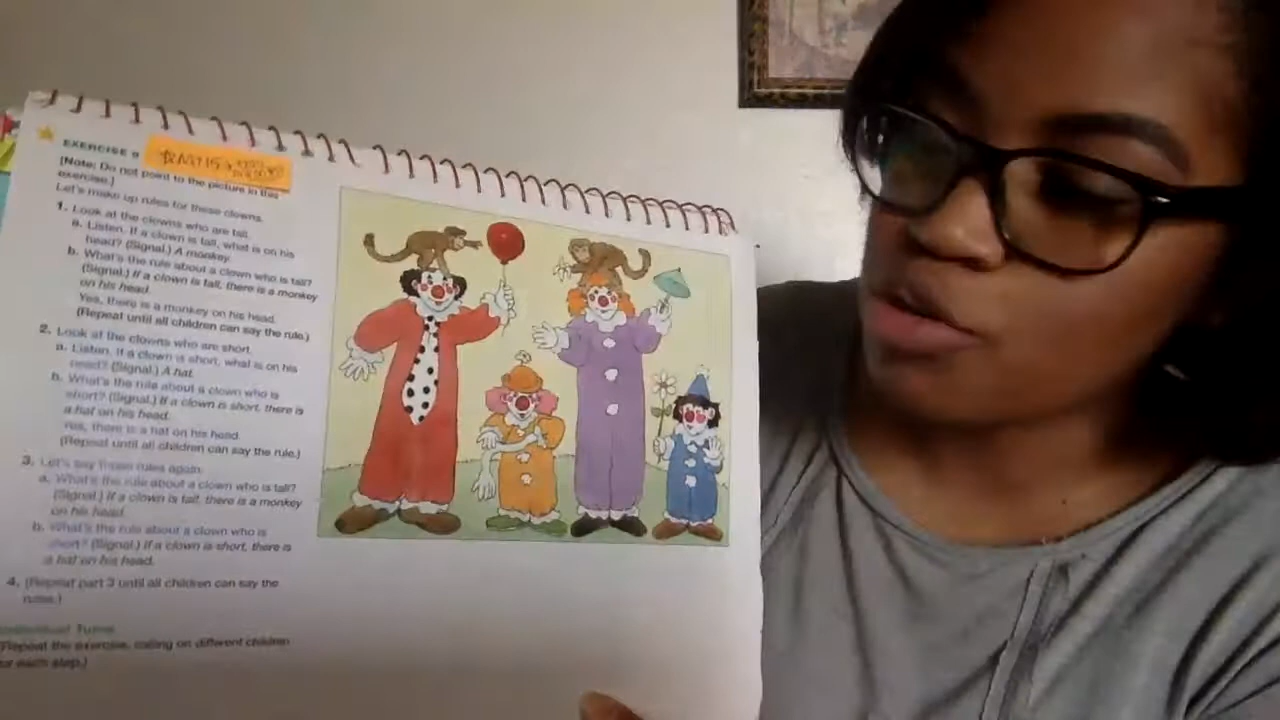 EXERCISE
[Note: Do not point to the picture in this
exercise.]
Let's make up rules for these clowns.
1. Look at the clowns who are tall.
a. Listen. If a clown is tall, what is on his
head? (Signal.) A monkey.
b. What's the rule about a clown who is tall?
(Signal.) If a clown is tall, there is a monkey
on his head.
Yes, there is a monkey on his head.
(Repeat until all children can say the rule.)
2. Look at the clowns who are short.
a. Listen. If a clown is short, what is on his
head? (Signal.) A hat.
b. What's the rule about a clown who is
short? (Signal.) If a clown is short, there is
a hat on his head.
Yes, there is a hat on his head.
(Repeat until all children can say the rule.)
3. Let's say those rules again.
a. What's the rule about a clown who is tall?
(Signal.) If a clown is tall, there is a monkey
on his head.
b. What's the rule about a clown who is
short? (Signal.) If a clown is short, there is
a hat on his head.
4. (Repeat part 3 until all children can say the
rules.)
Individual Turns
(Repeat the exercise, calling on different children
for each step.)